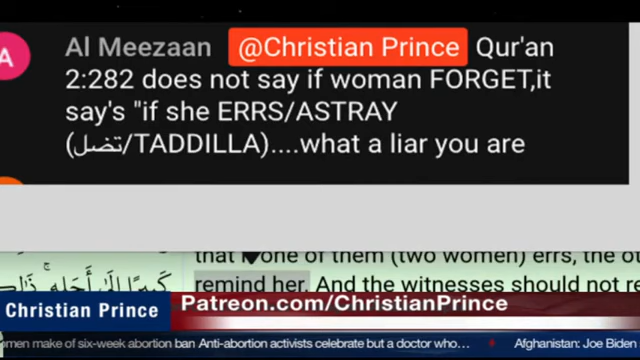 A
Al Meezaan @Christian Prince Qur'an
2:282 does not say if woman FORGET,it
say's "if she ERRS/ASTRAY
(تضل/TADDILLA)....what a liar you are
that if one of them (two women) errs, the ot
كَبِيرًا إِلَىٰ أَجَلِهِ
remind her. And the witnesses should not re
Christian Prince
Patreon.com/ChristianPrince
omen make of six-week abortion ban Anti-abortion activists celebrate but a doctor who... Afghanistan: Joe Biden